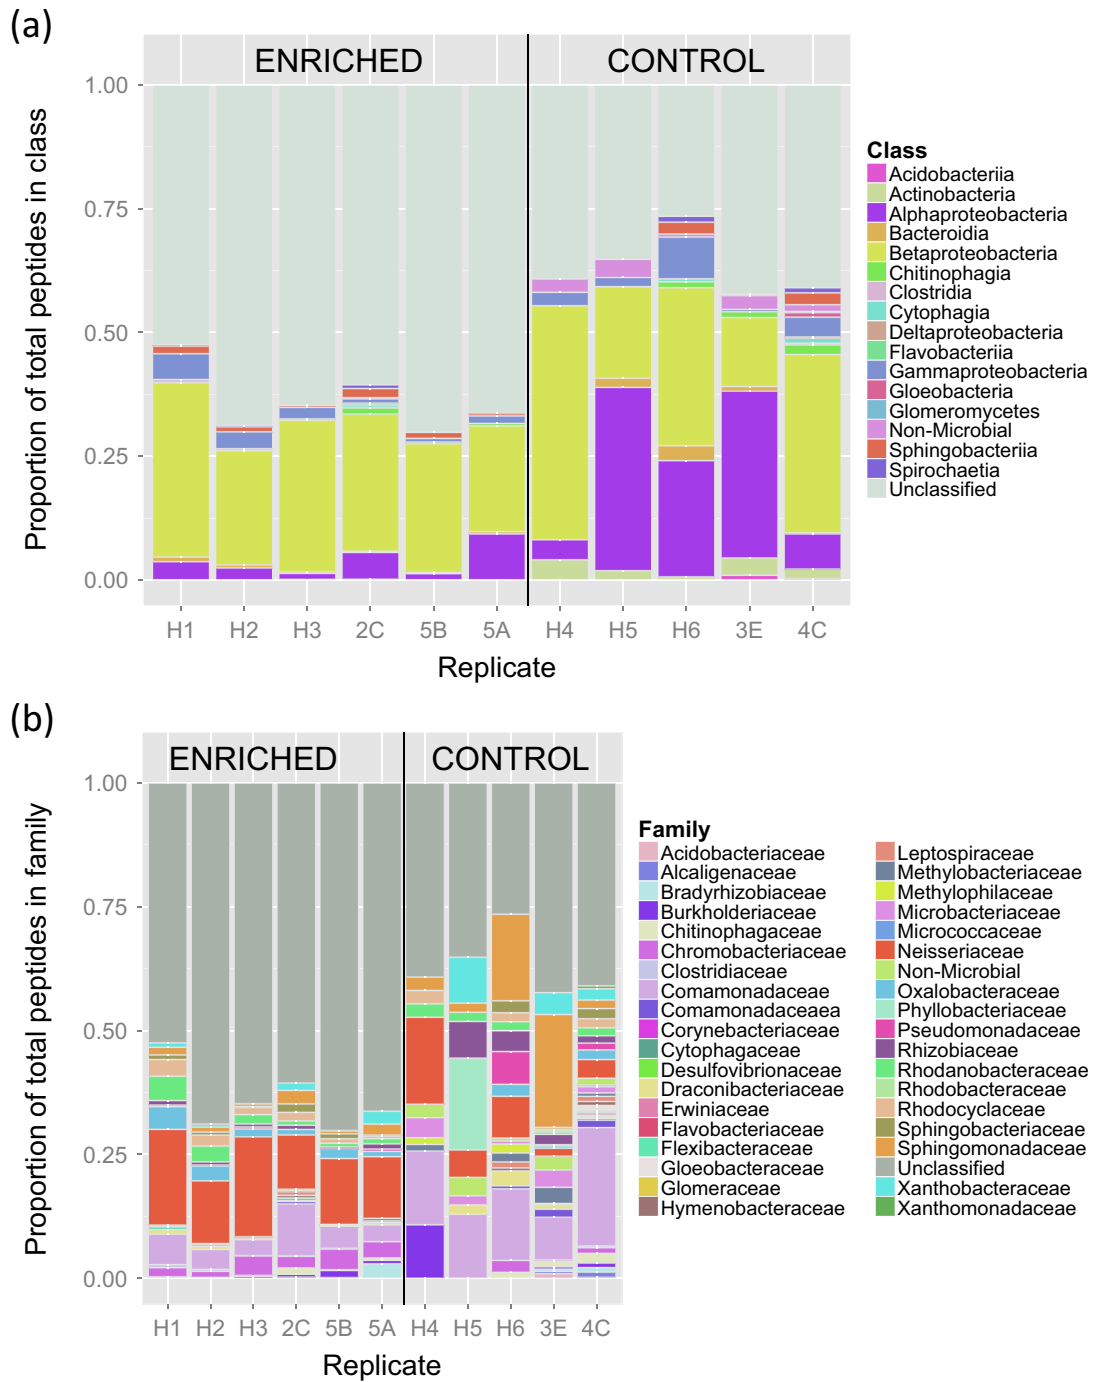 (a)
ENRICHED
CONTROL
Proportion of total peptides in class
1.00
0.75
0.50
0.25
0.00
H1 H2 H3 2C 5B 5A H4 H5 H6 3E 4C
Replicate
Class
Acidobacteriia
Actinobacteria
Alphaproteobacteria
Bacteroidia
Betaproteobacteria
Chitinophagia
Clostridia
Cytophagia
Deltaproteobacteria
Flavobacteriia
Gammaproteobacteria
Gloeobacteria
Glomeromycetes
Non-Microbial
Sphingobacteriia
Spirochaetia
Unclassified
(b)
ENRICHED
CONTROL
Proportion of total peptides in family
1.00
0.75
0.50
0.25
0.00
H1 H2 H3 2C 5B 5A H4 H5 H6 3E 4C
Replicate
Family
Acidobacteriaceae
Alcaligenaceae
Bradyrhizobiaceae
Burkholderiaceae
Chitinophagaceae
Chromobacteriaceae
Clostridiaceae
Comamonadaceae
Comamonadaceaea
Corynebacteriaceae
Cytophagaceae
Desulfovibrionaceae
Draconibacteriaceae
Erwiniaceae
Flavobacteriaceae
Flexibacteraceae
Gloeobacteraceae
Glomeraceae
Hymenobacteraceae
Leptospiraceae
Methylobacteriaceae
Methylophilaceae
Microbacteriaceae
Micrococcaceae
Neisseriaceae
Non-Microbial
Oxalobacteraceae
Phyllobacteriaceae
Pseudomonadaceae
Rhizobiaceae
Rhodanobacteraceae
Rhodobacteraceae
Rhodocyclaceae
Sphingobacteriaceae
Sphingomonadaceae
Unclassified
Xanthobacteraceae
Xanthomonadaceae